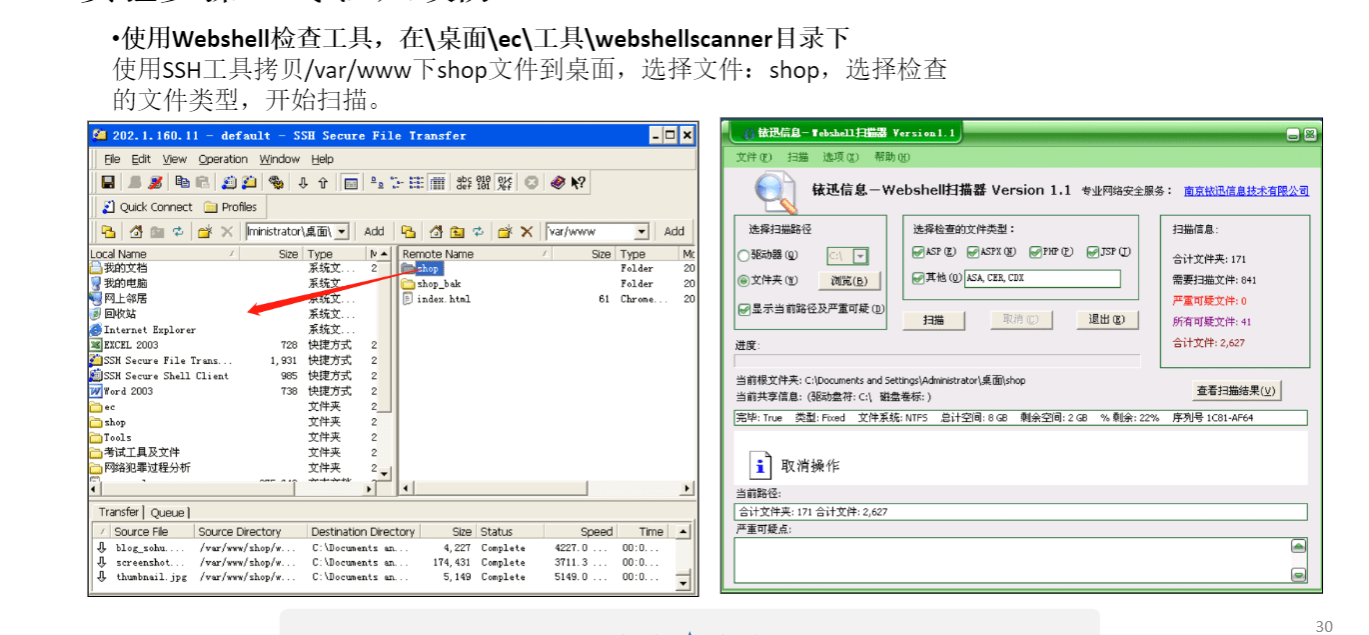 •使用Webshell检查工具，在\桌面\ec\工具\webshellscanner目录下
使用SSH工具拷贝/var/www下shop文件到桌面，选择文件：shop，选择检查
的文件类型，开始扫描。
202.1.160.11 - default - SSH Secure File Transfer
File Edit View Operation Window Help
Quick Connect Profiles
\桌面\ Add /var/www Add
Local Name / Size Type
我的文档 系统文... 2
我的电脑 系统文...
网上邻居 系统文...
回收站 系统文...
Internet Explorer 系统文...
EXCEL 2003 728 快捷方式 2
SSH Secure File Trans... 1,931 快捷方式 2
SSH Secure Shell Client 985 快捷方式 2
Word 2003 738 快捷方式 2
ec 文件夹 2
shop 文件夹 2
Tools 文件夹 2
考试工具及文件 文件夹 2
网络犯罪过程分析 文件夹 2
Remote Name / Size Type
shop Folder 20
shop_bak Folder 20
index.html 61 Chrome... 20
Transfer Queue
/ Source File Source Directory Destination Directory Size Status Speed Time
blog_sohu.... /var/www/shop/w... C:\Documents an... 4,227 Complete 4227.0 ... 00:0...
screenshot... /var/www/shop/w... C:\Documents an... 174,431 Complete 3711.3 ... 00:0...
thumbnail.jpg /var/www/shop/w... C:\Documents an... 5,149 Complete 5149.0 ... 00:0...
铱迅信息-Webshell扫描器 Version1.1
文件(F) 扫描 选项(X) 帮助(H)
铱迅信息－Webshell扫描器 Version 1.1 专业网络安全服务： 南京铱迅信息技术有限公司
选择扫描路径
驱动器(Q) C:\
文件夹(Y) 浏览(B)
显示当前路径及严重可疑(D)
选择检查的文件类型：
ASP(E) ASPX(N) PHP(P) JSP(T)
其他(O) ASA, CER, CDX
扫描 取消(C) 退出(E)
扫描信息:
合计文件夹: 171
需要扫描文件: 841
严重可疑文件: 0
所有可疑文件: 41
合计文件: 2,627
进度:
当前根文件夹: C:\Documents and Settings\Administrator\桌面\shop
当前共享信息: (驱动盘符: C:\ 磁盘卷标: )
查看扫描结果(V)
完毕: True 类型: Fixed 文件系统: NTFS 总计空间: 8 GB 剩余空间: 2 GB % 剩余: 22% 序列号 1C81-AF64
取消操作
当前路径:
合计文件夹: 171 合计文件: 2,627
严重可疑点:
30